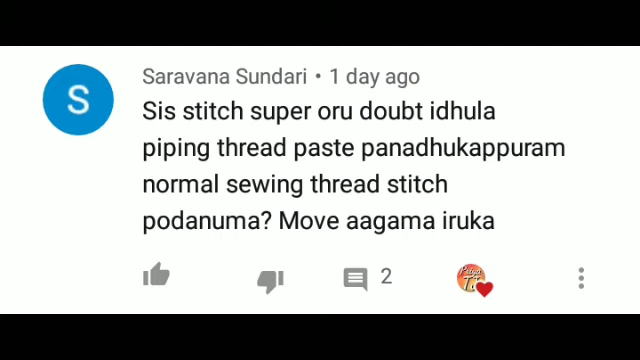 S
Saravana Sundari • 1 day ago
Sis stitch super oru doubt idhula
piping thread paste panadhukappuram
normal sewing thread stitch
podanuma? Move aagama iruka
2
Priya